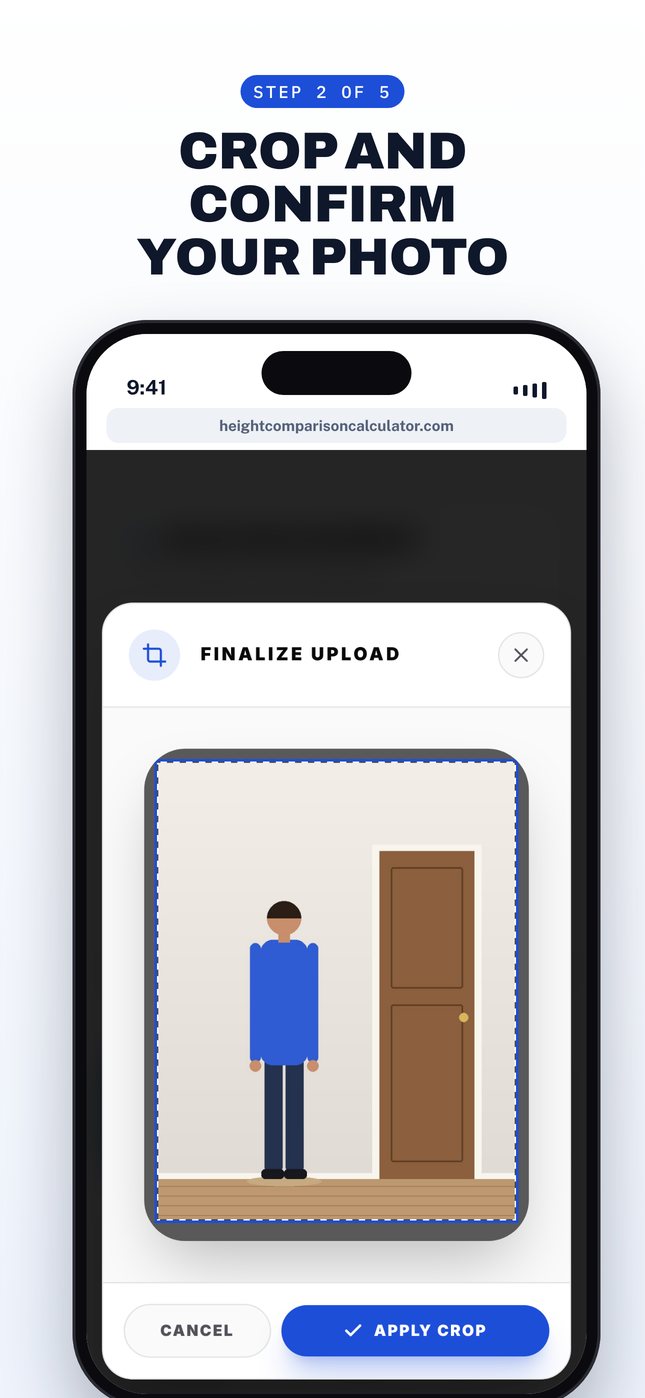 STEP 2 OF 5
CROP AND
CONFIRM
YOUR PHOTO
9:41
heightcomparisoncalculator.com
FINALIZE UPLOAD
CANCEL
APPLY CROP